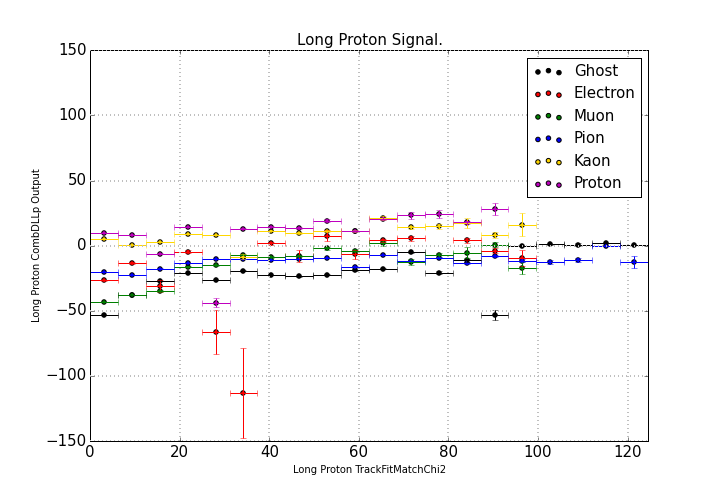 Long Proton Signal.
150
100
50
0
−50
−100
−150
Long Proton CombDLLp Output
Ghost
Electron
Muon
Pion
Kaon
Proton
0 20 40 60 80 100 120
Long Proton TrackFitMatchChi2